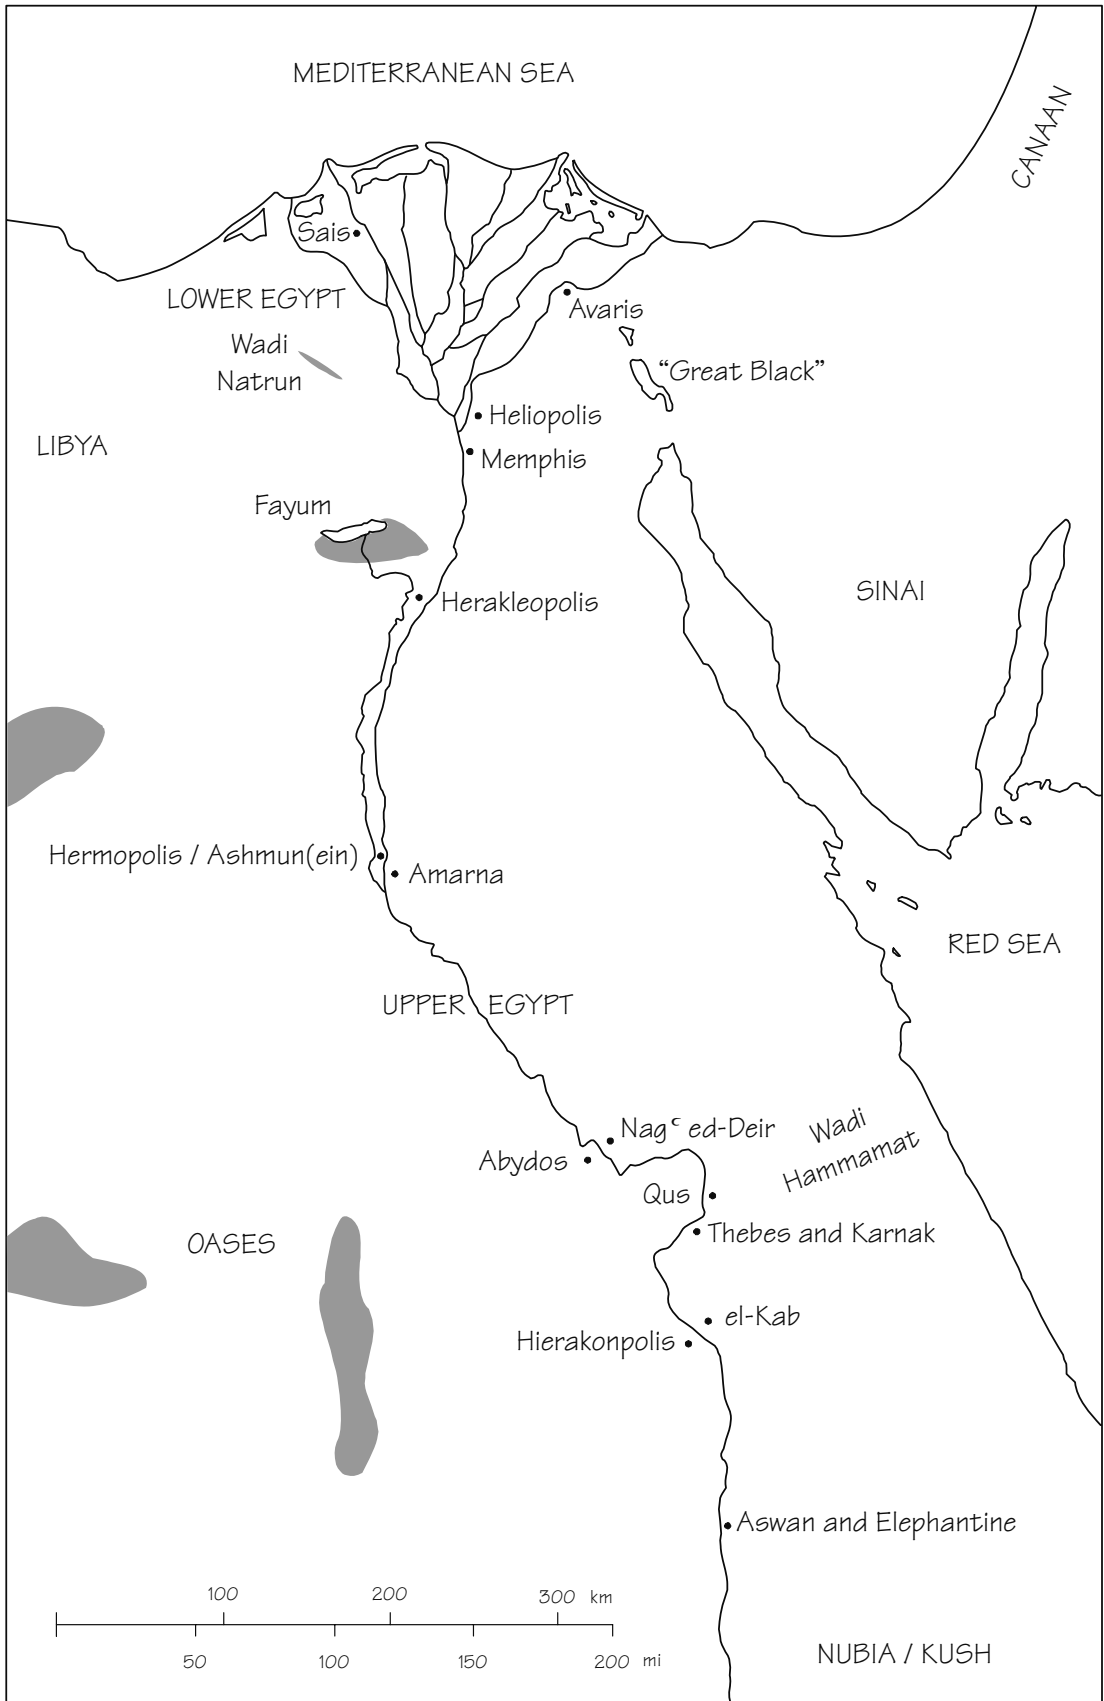 MEDITERRANEAN SEA
CANAAN
Sais
LOWER EGYPT
Avaris
Wadi
Natrun
“Great Black”
Heliopolis
LIBYA
Memphis
Fayum
SINAI
Herakleopolis
Hermopolis / Ashmun(ein)
Amarna
RED SEA
UPPER EGYPT
Nagᶜ ed-Deir
Wadi
Hammamat
Abydos
Qus
Thebes and Karnak
OASES
el-Kab
Hierakonpolis
Aswan and Elephantine
100 200 300 km
50 100 150 200 mi
NUBIA / KUSH